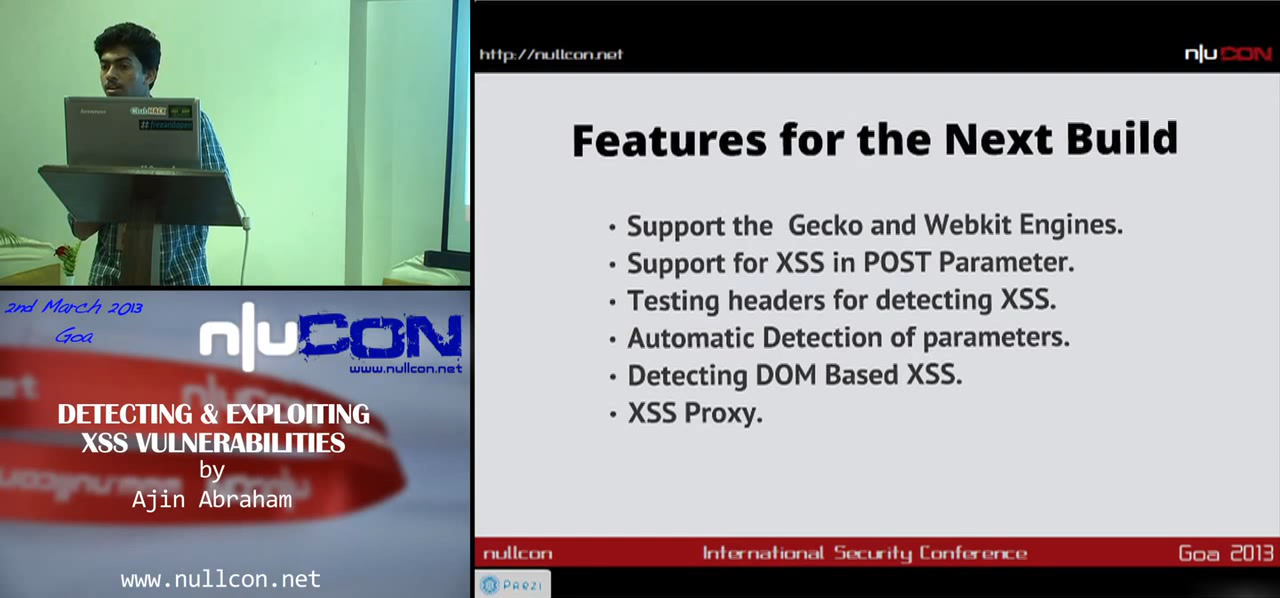 ClubHACK
2nd March 2013
Goa
n|uCON
www.nullcon.net
DETECTING & EXPLOITING
XSS VULNERABILITIES
by
Ajin Abraham
www.nullcon.net
http://nullcon.net
n|uCON
Features for the Next Build
· Support the Gecko and Webkit Engines.
· Support for XSS in POST Parameter.
· Testing headers for detecting XSS.
· Automatic Detection of parameters.
· Detecting DOM Based XSS.
· XSS Proxy.
nullcon
International Security Conference
Goa 2013
Prezi